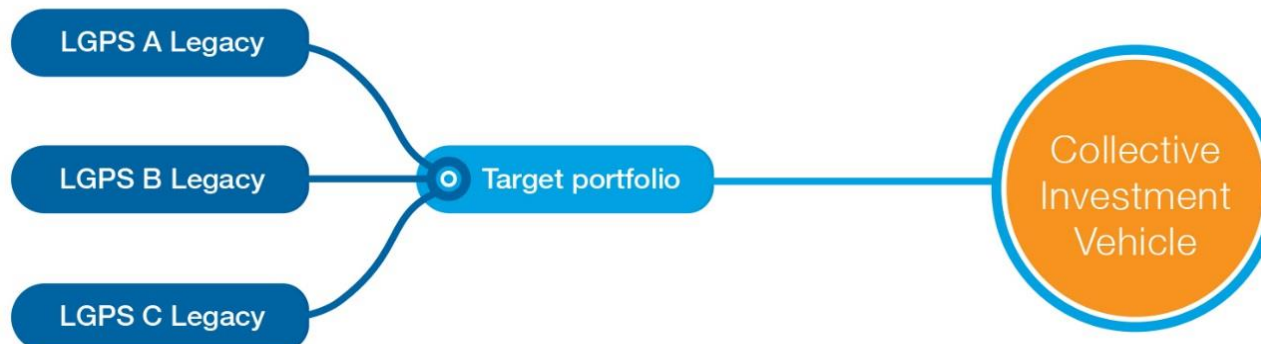 LGPS A Legacy
LGPS B Legacy
Target portfolio
LGPS C Legacy
Collective
Investment
Vehicle